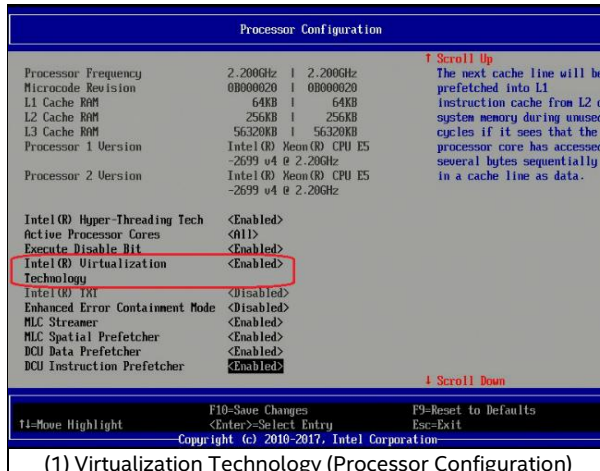 Processor Configuration
↑ Scroll Up
Processor Frequency 2.200GHz | 2.200GHz The next cache line will be
Microcode Revision 0B000020 | 0B000020 prefetched into L1
L1 Cache RAM 64KB | 64KB instruction cache from L2 o
L2 Cache RAM 256KB | 256KB system memory during unused
L3 Cache RAM 56320KB | 56320KB cycles if it sees that the
Processor 1 Version Intel(R) Xeon(R) CPU E5 processor core has accessed
-2699 v4 @ 2.20GHz several bytes sequentially
Processor 2 Version Intel(R) Xeon(R) CPU E5 in a cache line as data.
-2699 v4 @ 2.20GHz
Intel(R) Hyper-Threading Tech <Enabled>
Active Processor Cores <All>
Execute Disable Bit <Enabled>
Intel(R) Virtualization <Enabled>
Technology
Intel(R) TXT <Disabled>
Enhanced Error Containment Mode <Disabled>
MLC Streamer <Enabled>
MLC Spatial Prefetcher <Enabled>
DCU Data Prefetcher <Enabled>
DCU Instruction Prefetcher <Enabled>
↓ Scroll Down
F10=Save Changes F9=Reset to Defaults
↑↓=Move Highlight <Enter>=Select Entry Esc=Exit
Copyright (c) 2010-2017, Intel Corporation
(1) Virtualization Technology (Processor Configuration)